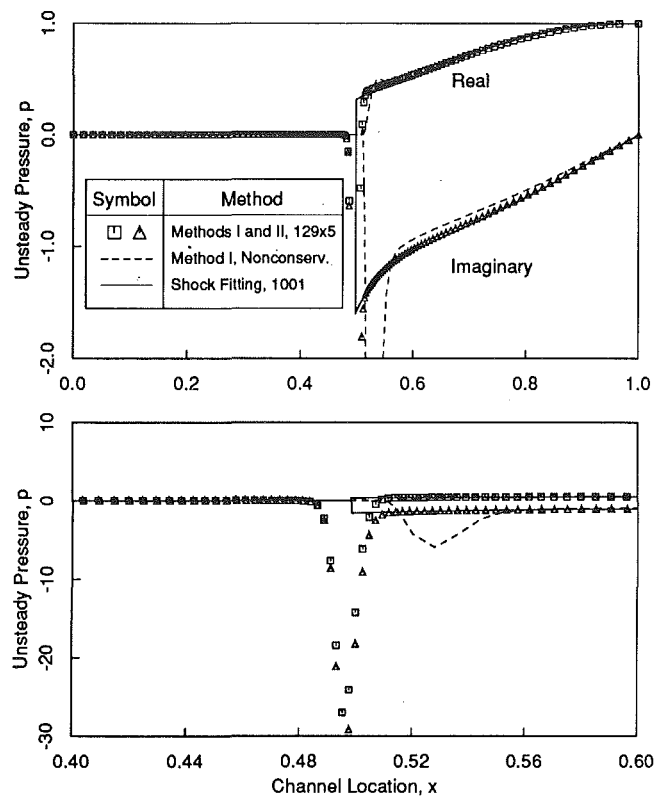 1.0
0.0
-1.0
-2.0
Unsteady Pressure, p
Real
Imaginary
Symbol Method
Methods I and II, 129x5
Method I, Nonconserv.
Shock Fitting, 1001
0.0 0.2 0.4 0.6 0.8 1.0
10
0
-10
-20
-30
Unsteady Pressure, p
0.40 0.44 0.48 0.52 0.56 0.60
Channel Location, x